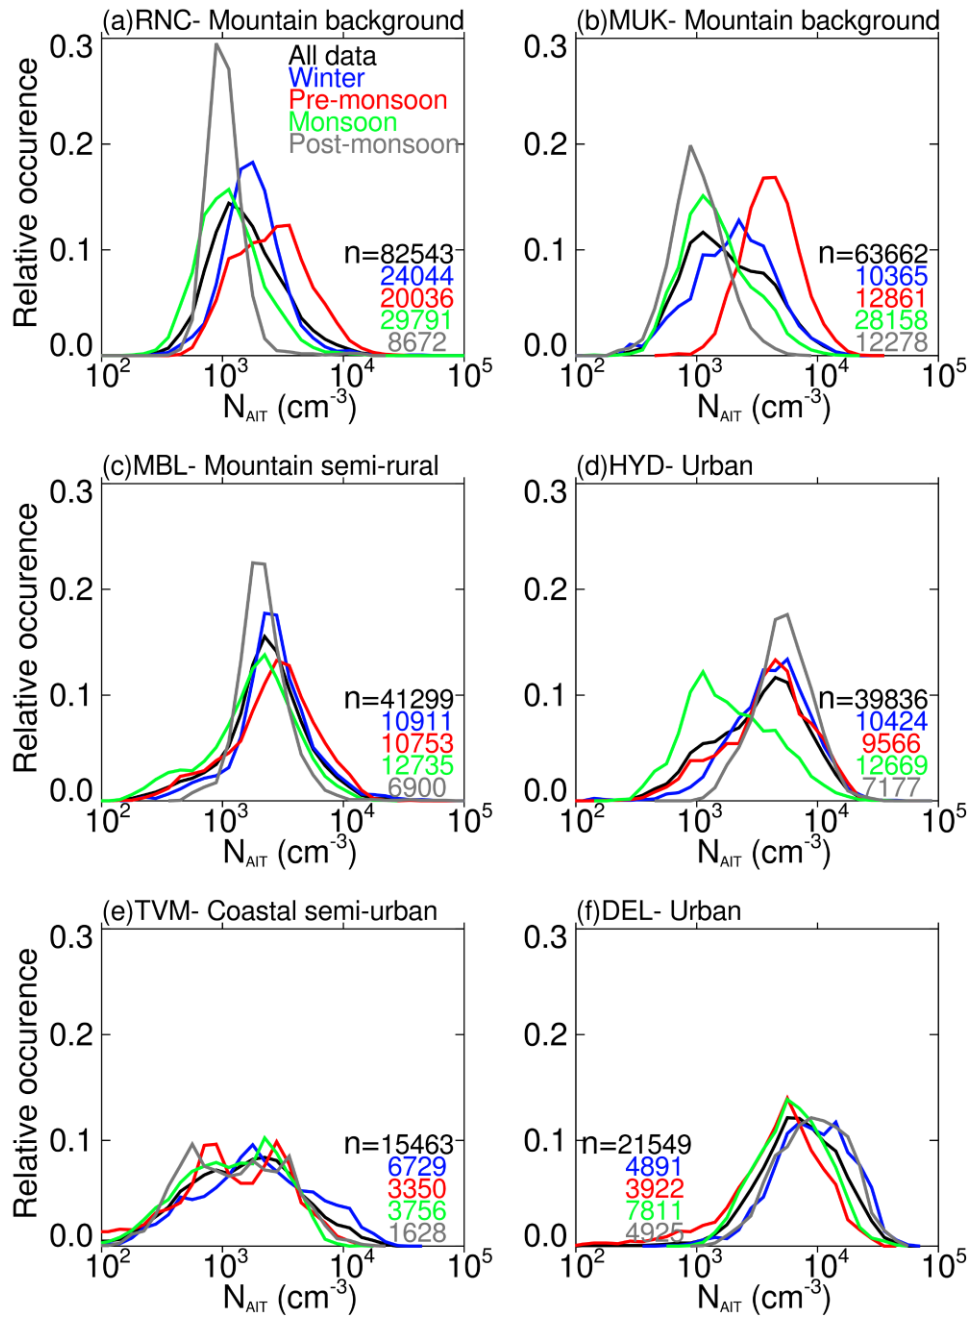 (a)RNC- Mountain background
0.3
0.2
0.1
0.0
Relative occurence
All data
Winter
Pre-monsoon
Monsoon
Post-monsoon
n=82543
24044
20036
29791
8672
10² 10³ 10⁴ 10⁵
N_AIT (cm⁻³)
(b)MUK- Mountain background
0.3
0.2
0.1
0.0
n=63662
10365
12861
28158
12278
10² 10³ 10⁴ 10⁵
N_AIT (cm⁻³)
(c)MBL- Mountain semi-rural
0.3
0.2
0.1
0.0
Relative occurence
n=41299
10911
10753
12735
6900
10² 10³ 10⁴ 10⁵
N_AIT (cm⁻³)
(d)HYD- Urban
0.3
0.2
0.1
0.0
n=39836
10424
9566
12669
7177
10² 10³ 10⁴ 10⁵
N_AIT (cm⁻³)
(e)TVM- Coastal semi-urban
0.3
0.2
0.1
0.0
Relative occurence
n=15463
6729
3350
3756
1628
10² 10³ 10⁴ 10⁵
N_AIT (cm⁻³)
(f)DEL- Urban
0.3
0.2
0.1
0.0
n=21549
4891
3922
7811
4925
10² 10³ 10⁴ 10⁵
N_AIT (cm⁻³)